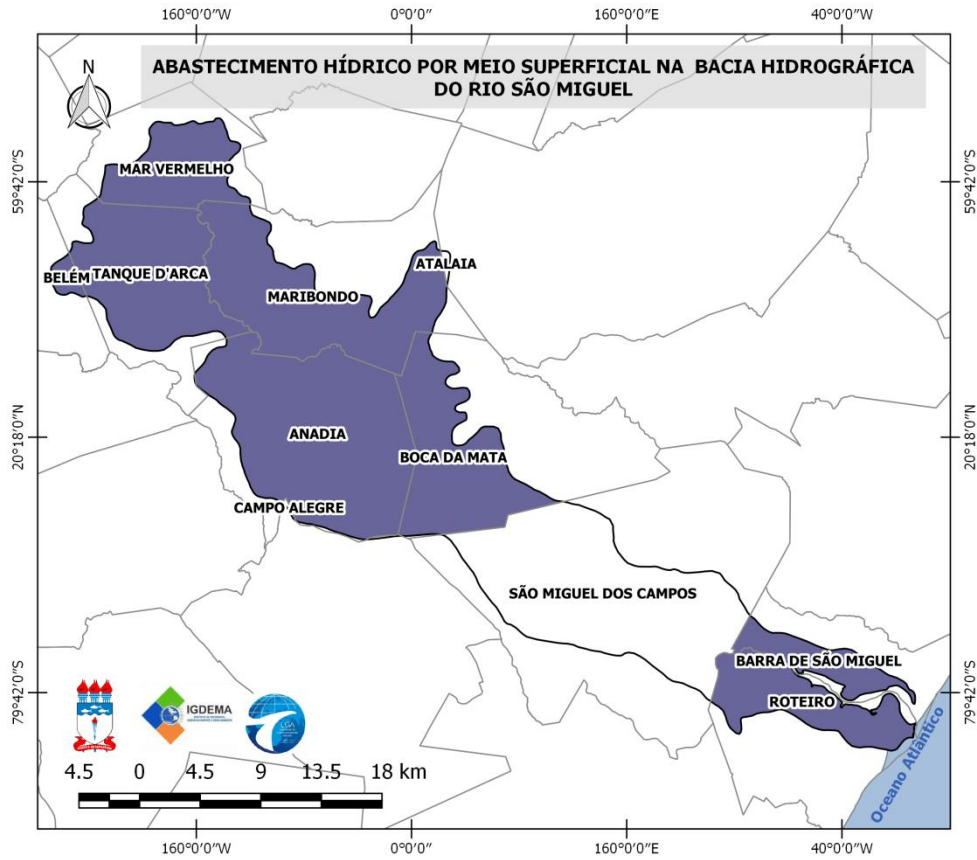 160°0'0"W 0°0'0" 160°0'0"E 40°0'0"W
ABASTECIMENTO HÍDRICO POR MEIO SUPERFICIAL NA BACIA HIDROGRÁFICA
DO RIO SÃO MIGUEL
N
59°42'0"S 59°42'0"S
MAR VERMELHO
ATALAIA
BELÉM TANQUE D'ARCA
MARIBONDO
20°18'0"N 20°18'0"N
ANADIA
BOCA DA MATA
CAMPO ALEGRE
SÃO MIGUEL DOS CAMPOS
BARRA DE SÃO MIGUEL
ROTEIRO
79°42'0"S 79°42'0"S
IGDEMA
LGA
Oceano Atlântico
4.5 0 4.5 9 13.5 18 km
160°0'0"W 0°0'0" 160°0'0"E 40°0'0"W